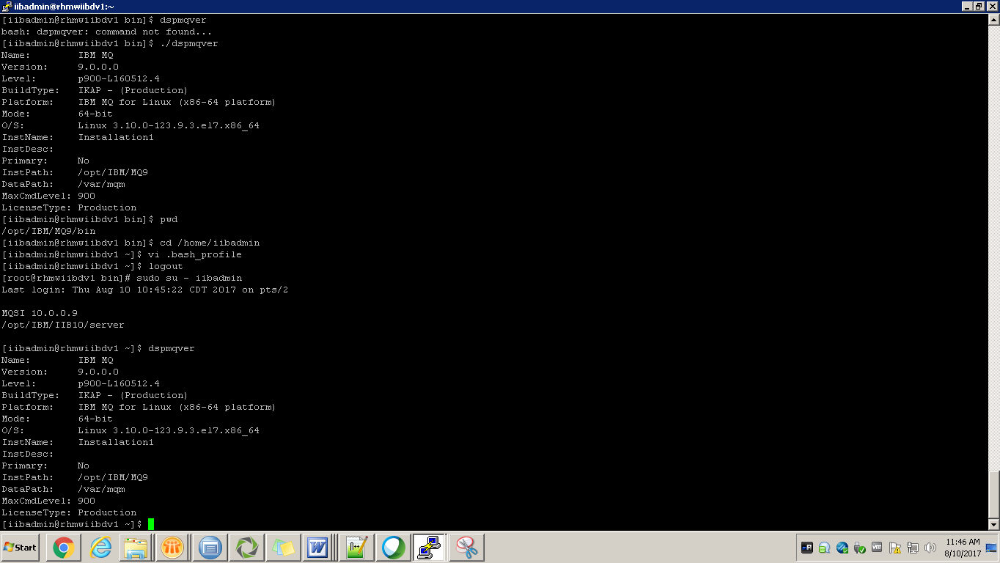 iibadmin@rhmwiibdv1:~
[iibadmin@rhmwiibdv1 bin]$ dspmqver
bash: dspmqver: command not found...
[iibadmin@rhmwiibdv1 bin]$ ./dspmqver
Name:        IBM MQ
Version:     9.0.0.0
Level:       p900-L160512.4
BuildType:   IKAP - (Production)
Platform:    IBM MQ for Linux (x86-64 platform)
Mode:        64-bit
O/S:         Linux 3.10.0-123.9.3.el7.x86_64
InstName:    Installation1
InstDesc:
Primary:     No
InstPath:    /opt/IBM/MQ9
DataPath:    /var/mqm
MaxCmdLevel: 900
LicenseType: Production
[iibadmin@rhmwiibdv1 bin]$ pwd
/opt/IBM/MQ9/bin
[iibadmin@rhmwiibdv1 bin]$ cd /home/iibadmin
[iibadmin@rhmwiibdv1 ~]$ vi .bash_profile
[iibadmin@rhmwiibdv1 ~]$ logout
[root@rhmwiibdv1 bin]# sudo su - iibadmin
Last login: Thu Aug 10 10:45:22 CDT 2017 on pts/2
MQSI 10.0.0.9
/opt/IBM/IIB10/server
[iibadmin@rhmwiibdv1 ~]$ dspmqver
Name:        IBM MQ
Version:     9.0.0.0
Level:       p900-L160512.4
BuildType:   IKAP - (Production)
Platform:    IBM MQ for Linux (x86-64 platform)
Mode:        64-bit
O/S:         Linux 3.10.0-123.9.3.el7.x86_64
InstName:    Installation1
InstDesc:
Primary:     No
InstPath:    /opt/IBM/MQ9
DataPath:    /var/mqm
MaxCmdLevel: 900
LicenseType: Production
[iibadmin@rhmwiibdv1 ~]$
Start
11:46 AM
8/10/2017